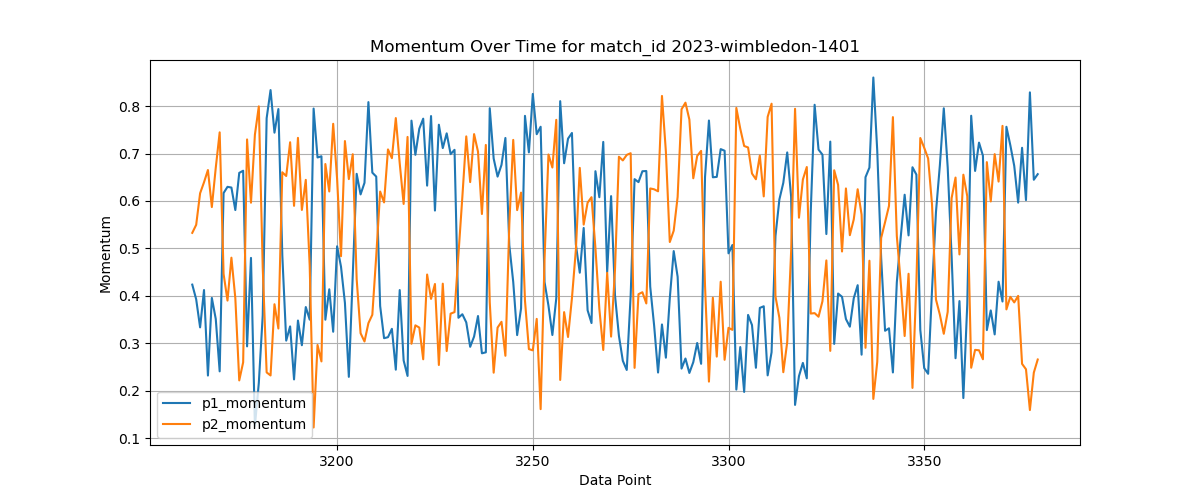 Momentum Over Time for match_id 2023-wimbledon-1401
Momentum
0.8
0.7
0.6
0.5
0.4
0.3
0.2
0.1
p1_momentum
p2_momentum
3200
3250
3300
3350
Data Point